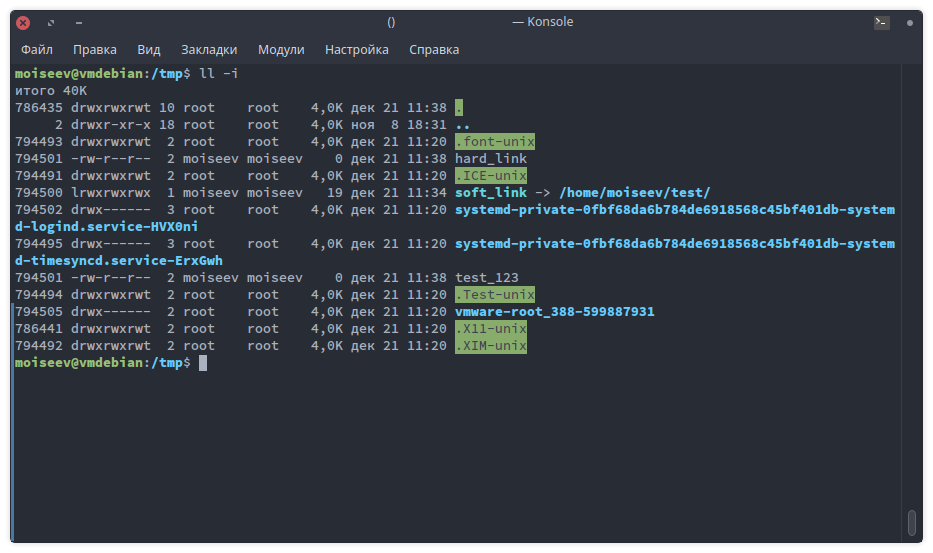 () — Konsole
Файл Правка Вид Закладки Модули Настройка Справка
moiseev@vmdebian:/tmp$ ll -i
итого 40K
786435 drwxrwxrwt 10 root    root    4,0K дек 21 11:38 .
     2 drwxr-xr-x 18 root    root    4,0K ноя  8 18:31 ..
794493 drwxrwxrwt  2 root    root    4,0K дек 21 11:20 .font-unix
794501 -rw-r--r--  2 moiseev moiseev    0 дек 21 11:38 hard_link
794491 drwxrwxrwt  2 root    root    4,0K дек 21 11:20 .ICE-unix
794500 lrwxrwxrwx  1 moiseev moiseev   19 дек 21 11:34 soft_link -> /home/moiseev/test/
794502 drwx------  3 root    root    4,0K дек 21 11:20 systemd-private-0fbf68da6b784de6918568c45bf401db-system
d-logind.service-HVX0ni
794495 drwx------  3 root    root    4,0K дек 21 11:20 systemd-private-0fbf68da6b784de6918568c45bf401db-system
d-timesyncd.service-ErxGwh
794501 -rw-r--r--  2 moiseev moiseev    0 дек 21 11:38 test_123
794494 drwxrwxrwt  2 root    root    4,0K дек 21 11:20 .Test-unix
794505 drwx------  2 root    root    4,0K дек 21 11:20 vmware-root_388-599887931
786441 drwxrwxrwt  2 root    root    4,0K дек 21 11:20 .X11-unix
794492 drwxrwxrwt  2 root    root    4,0K дек 21 11:20 .XIM-unix
moiseev@vmdebian:/tmp$